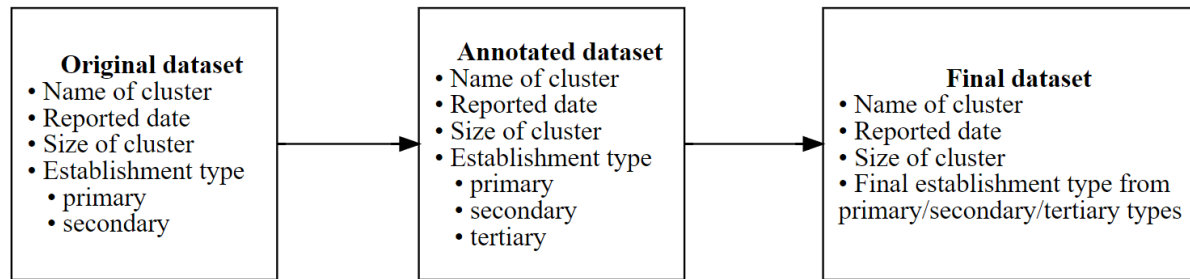 Original dataset
• Name of cluster
• Reported date
• Size of cluster
• Establishment type
• primary
• secondary
Annotated dataset
• Name of cluster
• Reported date
• Size of cluster
• Establishment type
• primary
• secondary
• tertiary
Final dataset
• Name of cluster
• Reported date
• Size of cluster
• Final establishment type from
primary/secondary/tertiary types